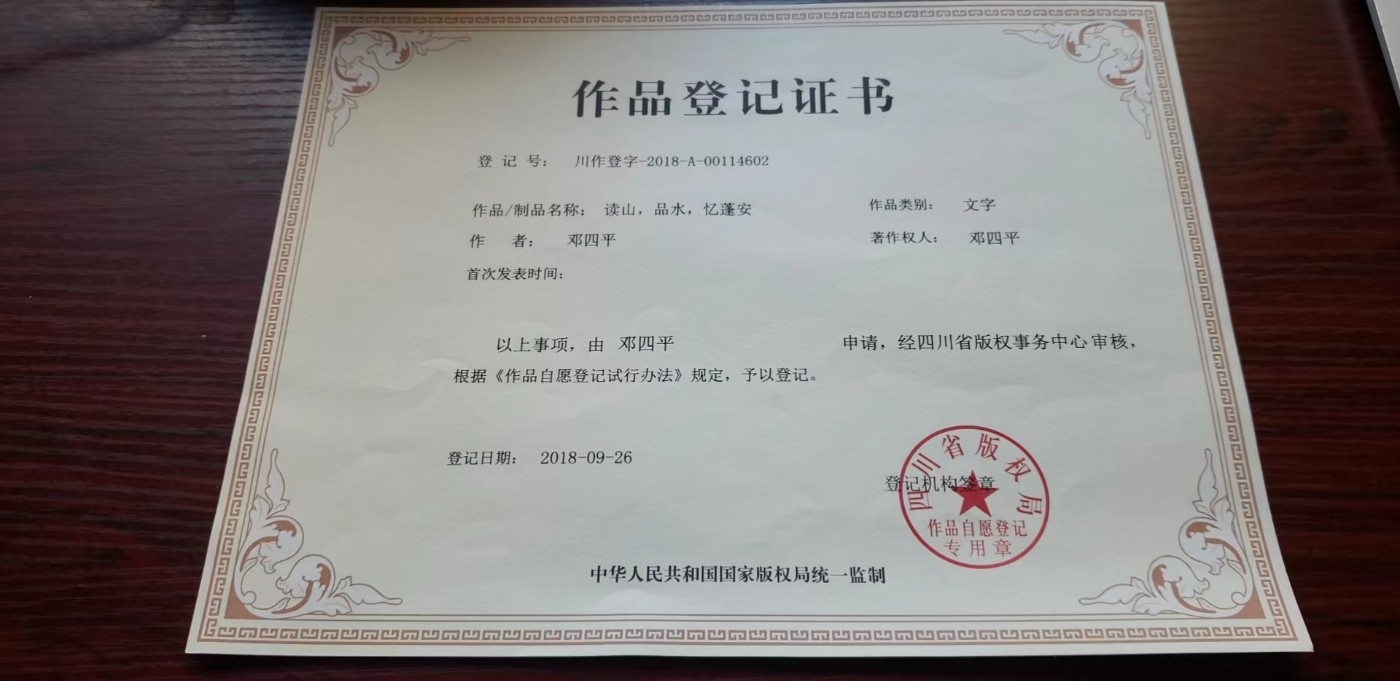 作品登记证书
登 记 号： 川作登字-2018-A-00114602
作品/制品名称： 读山，品水，忆蓬安 作品类别： 文字
作 者： 邓四平 著作权人： 邓四平
首次发表时间：
以上事项，由 邓四平 申请，经四川省版权事务中心审核，
根据《作品自愿登记试行办法》规定，予以登记。
登记日期： 2018-09-26
登记机构签章
四川省版权局
作品自愿登记
专用章
中华人民共和国国家版权局统一监制